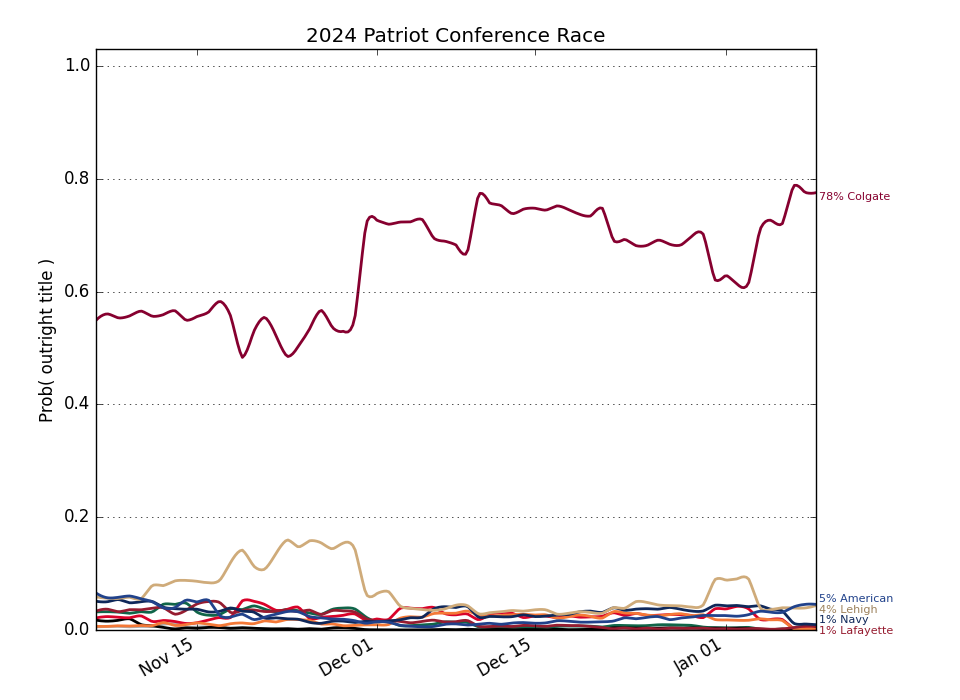 2024 Patriot Conference Race
Prob( outright title )
1.0
0.8
0.6
0.4
0.2
0.0
78% Colgate
5% American
4% Lehigh
1% Navy
1% Lafayette
Nov 15
Dec 01
Dec 15
Jan 01